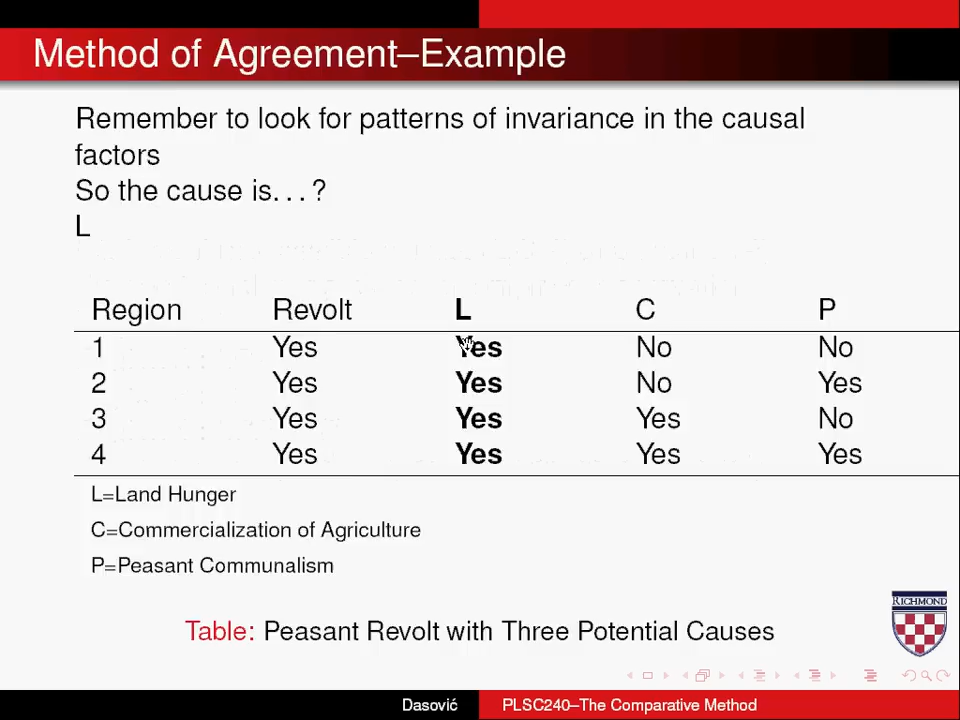 Method of Agreement–Example
Remember to look for patterns of invariance in the causal
factors
So the cause is. . . ?
L
Region Revolt L C P
1 Yes Yes No No
2 Yes Yes No Yes
3 Yes Yes Yes No
4 Yes Yes Yes Yes
L=Land Hunger
C=Commercialization of Agriculture
P=Peasant Communalism
Table: Peasant Revolt with Three Potential Causes
RICHMOND
Dasović PLSC240–The Comparative Method